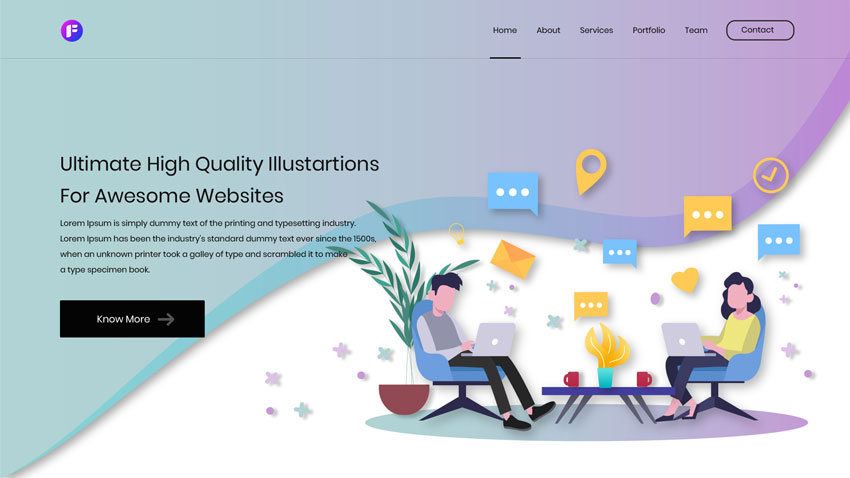 F
Home About Services Portfolio Team Contact
Ultimate High Quality Illustartions
For Awesome Websites
Lorem Ipsum is simply dummy text of the printing and typesetting industry.
Lorem Ipsum has been the industry's standard dummy text ever since the 1500s,
when an unknown printer took a galley of type and scrambled it to make
a type specimen book.
Know More